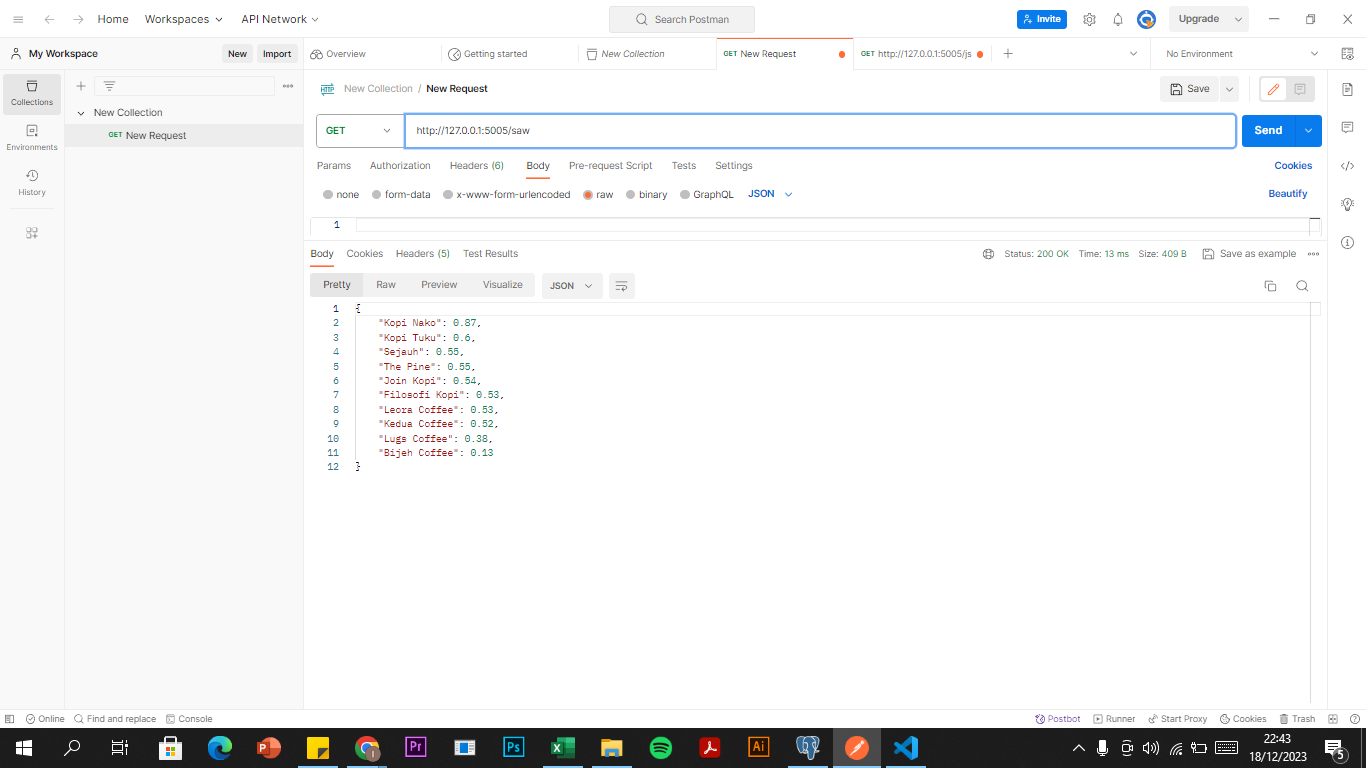 Home Workspaces API Network Search Postman Invite Upgrade
My Workspace New Import Overview Getting started New Collection GET New Request GET http://127.0.0.1:5005/js No Environment
Collections
Environments
History
New Collection
GET New Request
HTTP New Collection / New Request Save
GET http://127.0.0.1:5005/saw Send
Params Authorization Headers (6) Body Pre-request Script Tests Settings Cookies
none form-data x-www-form-urlencoded raw binary GraphQL JSON Beautify
1
Body Cookies Headers (5) Test Results Status: 200 OK Time: 13 ms Size: 409 B Save as example
Pretty Raw Preview Visualize JSON
1 {
2 "Kopi Nako": 0.87,
3 "Kopi Tuku": 0.6,
4 "Sejauh": 0.55,
5 "The Pine": 0.55,
6 "Join Kopi": 0.54,
7 "Filosofi Kopi": 0.53,
8 "Leora Coffee": 0.53,
9 "Kedua Coffee": 0.52,
10 "Lugs Coffee": 0.38,
11 "Bijeh Coffee": 0.13
12 }
Online Find and replace Console Postbot Runner Start Proxy Cookies Trash
P Pr Ps X Ai
22:43
18/12/2023
5